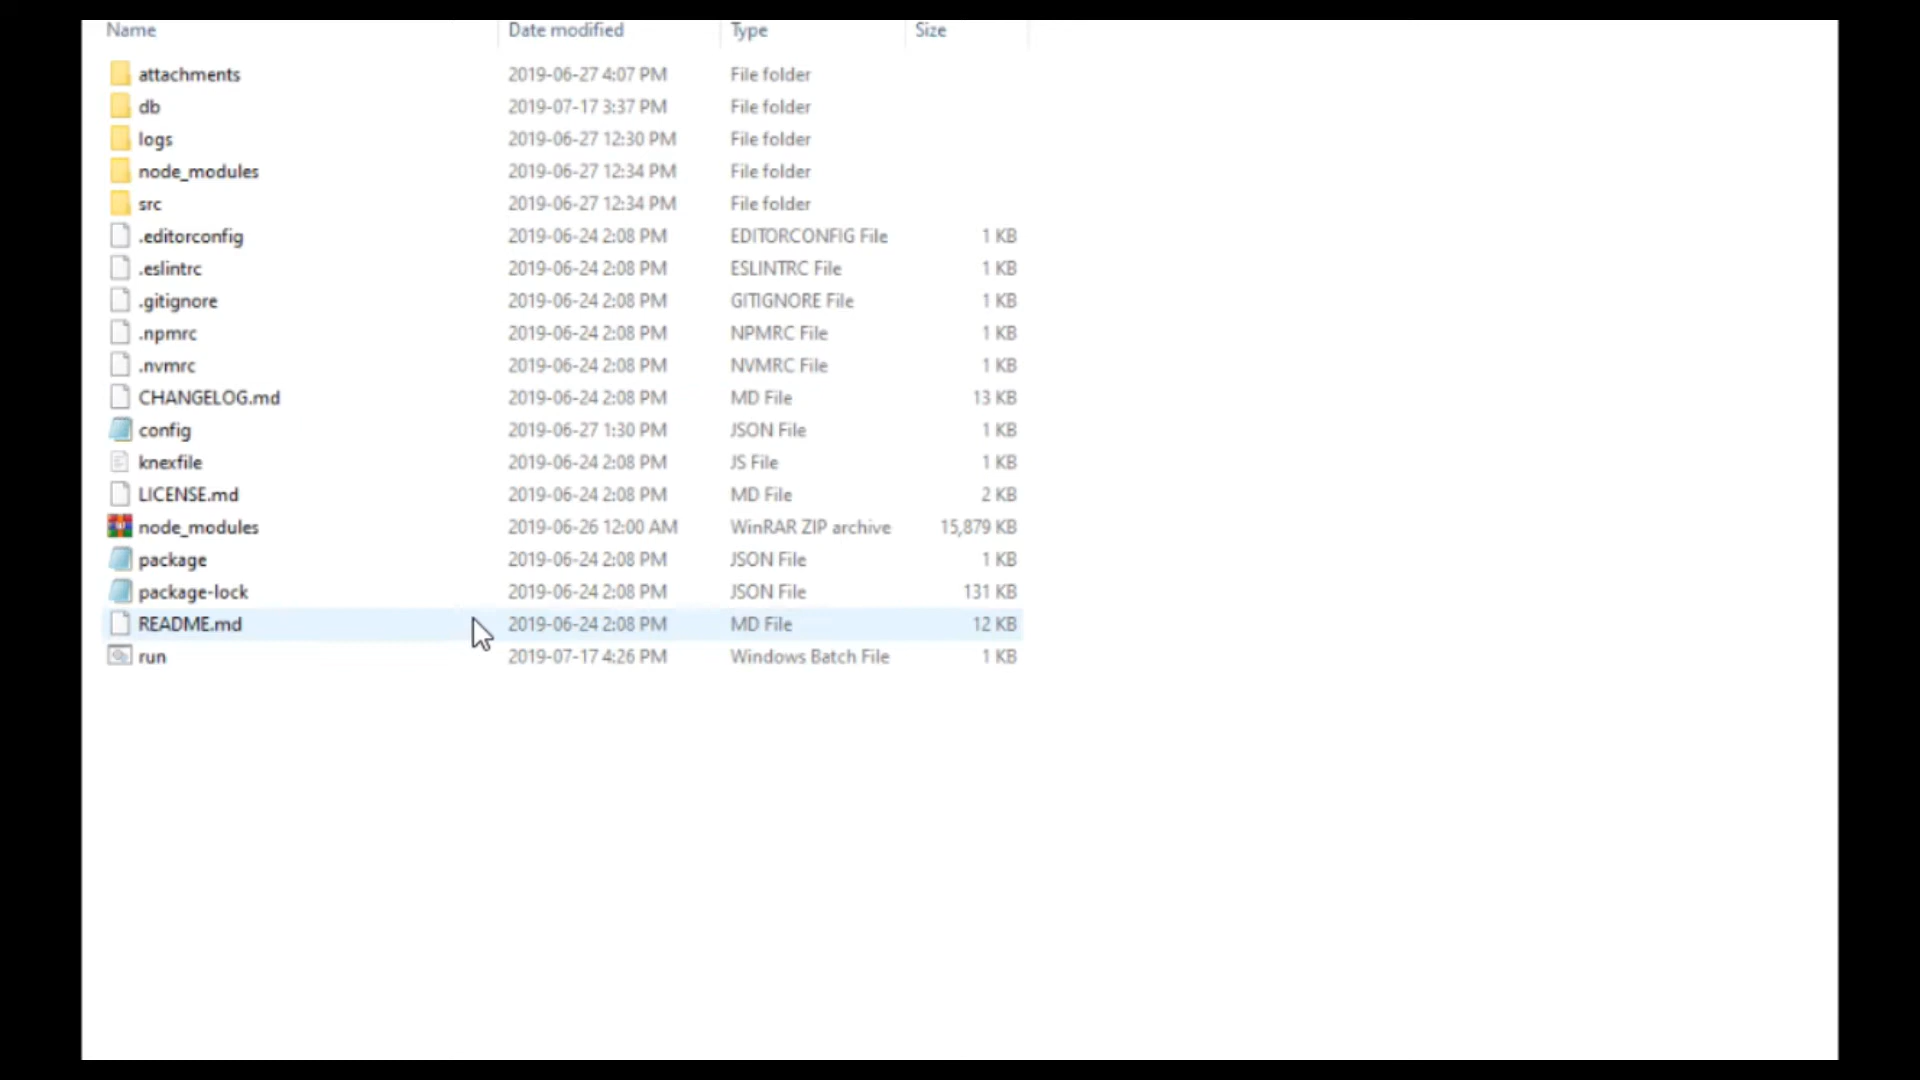 Name Date modified Type Size
attachments 2019-06-27 4:07 PM File folder
db 2019-07-17 3:37 PM File folder
logs 2019-06-27 12:30 PM File folder
node_modules 2019-06-27 12:34 PM File folder
src 2019-06-27 12:34 PM File folder
.editorconfig 2019-06-24 2:08 PM EDITORCONFIG File 1 KB
.eslintrc 2019-06-24 2:08 PM ESLINTRC File 1 KB
.gitignore 2019-06-24 2:08 PM GITIGNORE File 1 KB
.npmrc 2019-06-24 2:08 PM NPMRC File 1 KB
.nvmrc 2019-06-24 2:08 PM NVMRC File 1 KB
CHANGELOG.md 2019-06-24 2:08 PM MD File 13 KB
config 2019-06-27 1:30 PM JSON File 1 KB
knexfile 2019-06-24 2:08 PM JS File 1 KB
LICENSE.md 2019-06-24 2:08 PM MD File 2 KB
node_modules 2019-06-26 12:00 AM WinRAR ZIP archive 15,879 KB
package 2019-06-24 2:08 PM JSON File 1 KB
package-lock 2019-06-24 2:08 PM JSON File 131 KB
README.md 2019-06-24 2:08 PM MD File 12 KB
run 2019-07-17 4:26 PM Windows Batch File 1 KB